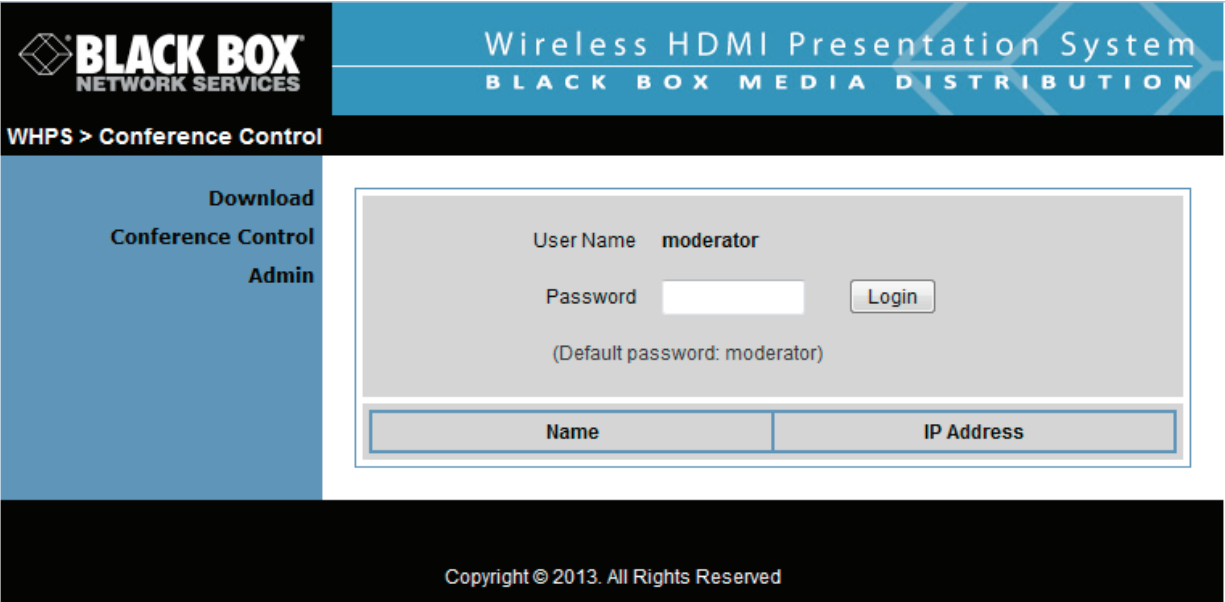 BLACK BOX
NETWORK SERVICES
Wireless HDMI Presentation System
BLACK BOX MEDIA DISTRIBUTION
WHPS > Conference Control
Download
Conference Control
Admin
User Name moderator
Password Login
(Default password: moderator)
Name IP Address
Copyright © 2013. All Rights Reserved